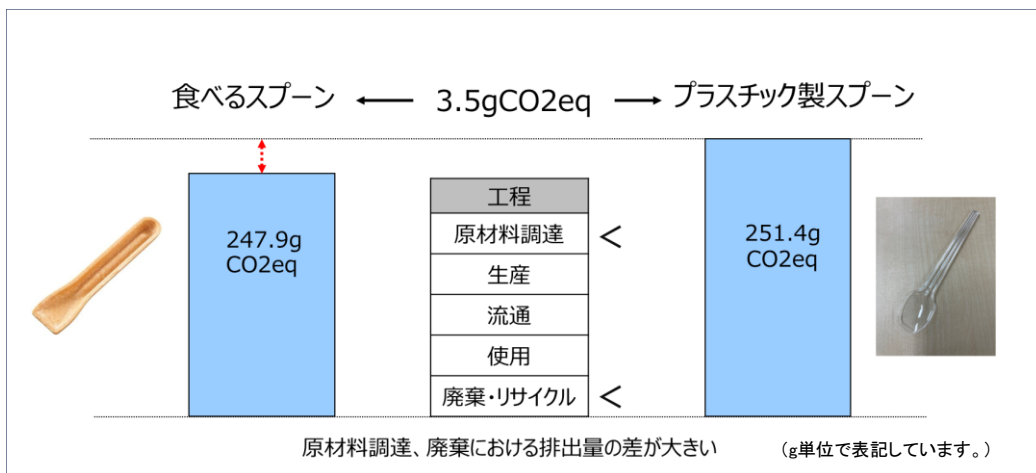 食べるスプーン ← 3.5gCO2eq → プラスチック製スプーン
247.9g
CO2eq
工程
原材料調達 <
生産
流通
使用
廃棄・リサイクル <
251.4g
CO2eq
原材料調達、廃棄における排出量の差が大きい (g単位で表記しています。)